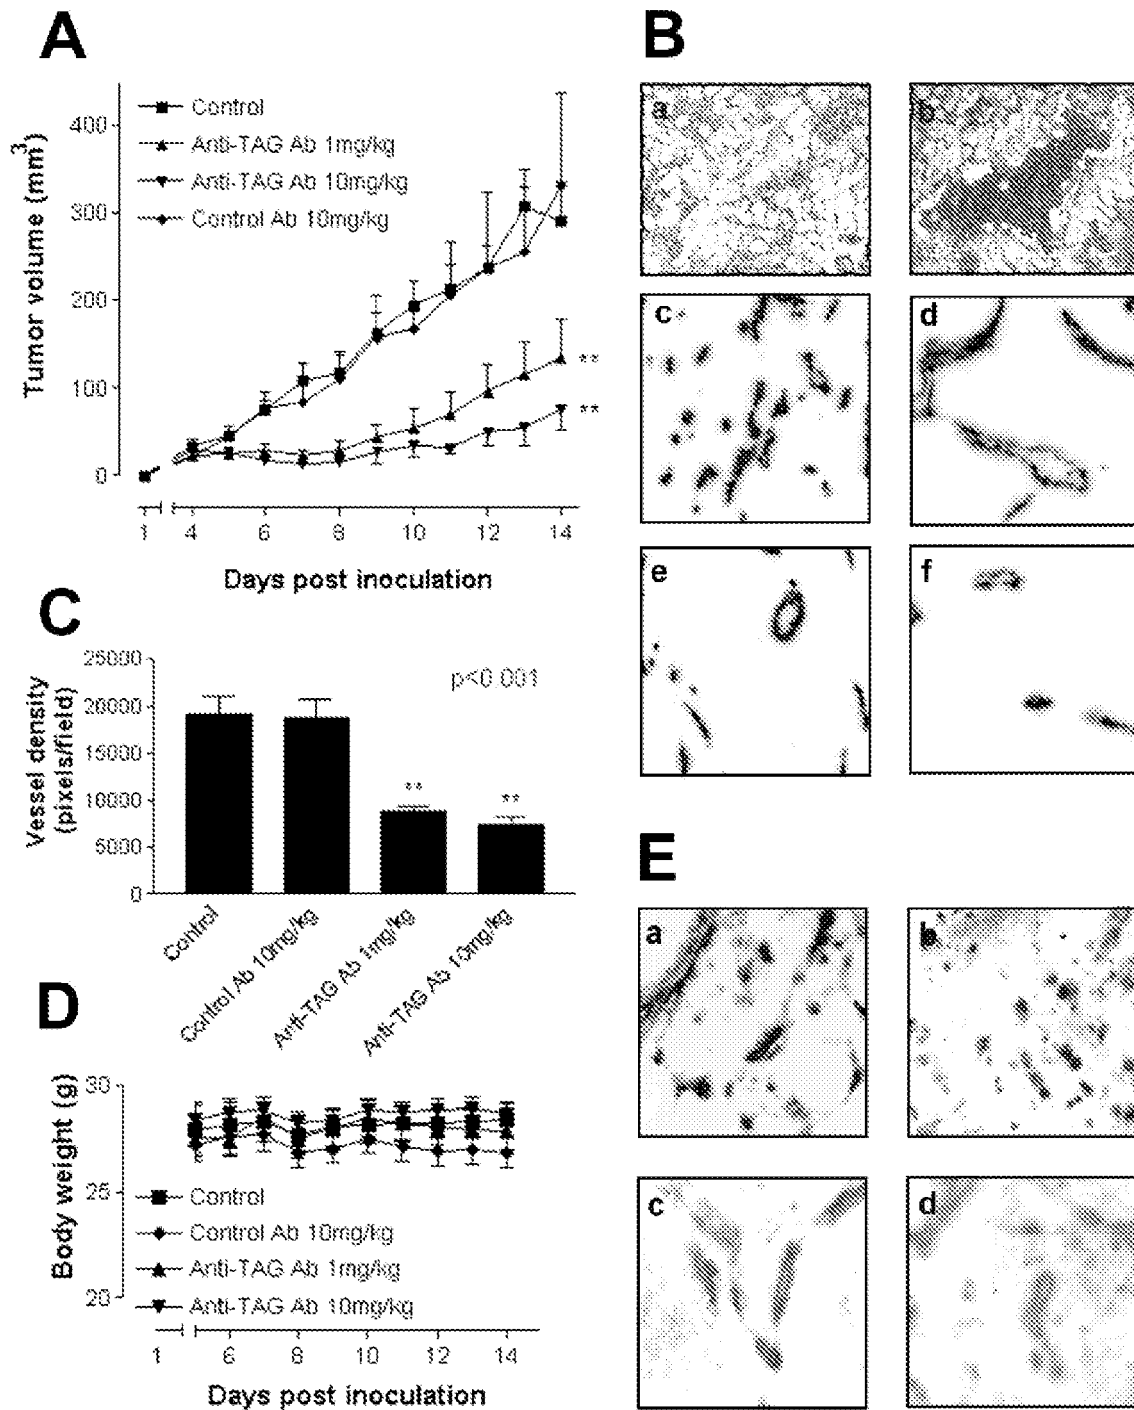 A
Tumor volume (mm3)
400
300
200
100
0
Control
Anti-TAG Ab 1mg/kg
Anti-TAG Ab 10mg/kg
Control Ab 10mg/kg
**
**
1 4 6 8 10 12 14
Days post inoculation
B
a
b
c
d
e
f
C
Vessel density
(pixels/field)
25000
20000
15000
10000
5000
0
p<0.001
**
**
Control
Control Ab 10mg/kg
Anti-TAG Ab 1mg/kg
Anti-TAG Ab 10mg/kg
D
Body weight (g)
30
25
20
Control
Control Ab 10mg/kg
Anti-TAG Ab 1mg/kg
Anti-TAG Ab 10mg/kg
1 6 8 10 12 14
Days post inoculation
E
a
b
c
d